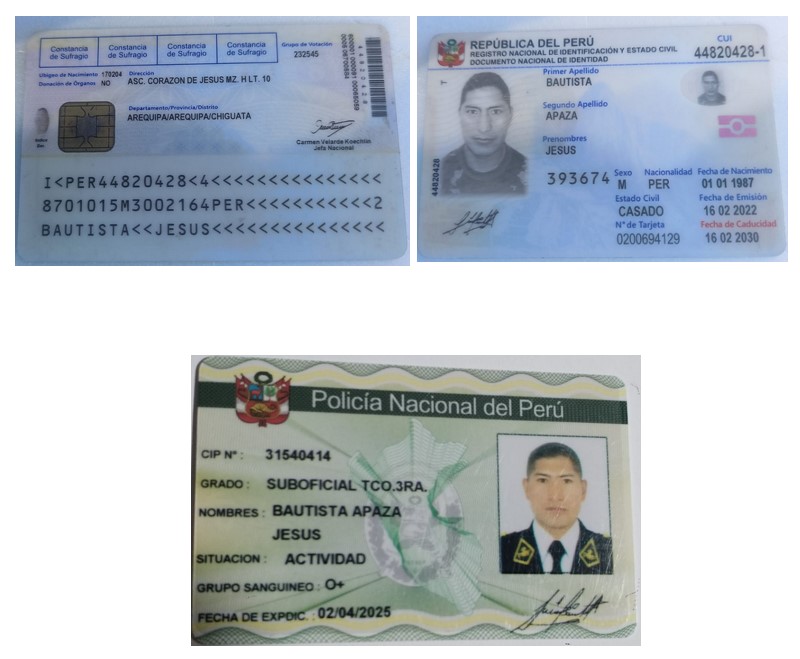 Constancia de Sufragio
Constancia de Sufragio
Constancia de Sufragio
Constancia de Sufragio
Grupo de Votación
232545
Ubigeo de Nacimiento 170204
Donación de Órganos NO
Dirección
ASC. CORAZON DE JESUS MZ. H LT. 10
Departamento/Provincia/Distrito
AREQUIPA/AREQUIPA/CHIGUATA
Carmen Velarde Koechlin
Jefa Nacional
I<PER44820428<4<<<<<<<<<<<<<<<
8701015M3002164PER<<<<<<<<<<<2
BAUTISTA<<JESUS<<<<<<<<<<<<<<<
REPÚBLICA DEL PERÚ
REGISTRO NACIONAL DE IDENTIFICACIÓN Y ESTADO CIVIL
DOCUMENTO NACIONAL DE IDENTIDAD
CUI
44820428-1
Primer Apellido
BAUTISTA
Segundo Apellido
APAZA
Prenombres
JESUS
44820428
393674
Sexo
M
Nacionalidad
PER
Fecha de Nacimiento
01 01 1987
Estado Civil
CASADO
Fecha de Emisión
16 02 2022
Nº de Tarjeta
0200694129
Fecha de Caducidad
16 02 2030
Policía Nacional del Perú
CIP Nº : 31540414
GRADO : SUBOFICIAL TCO.3RA.
NOMBRES : BAUTISTA APAZA
JESUS
SITUACION : ACTIVIDAD
GRUPO SANGUINEO : O+
FECHA DE EXPDIC. : 02/04/2025